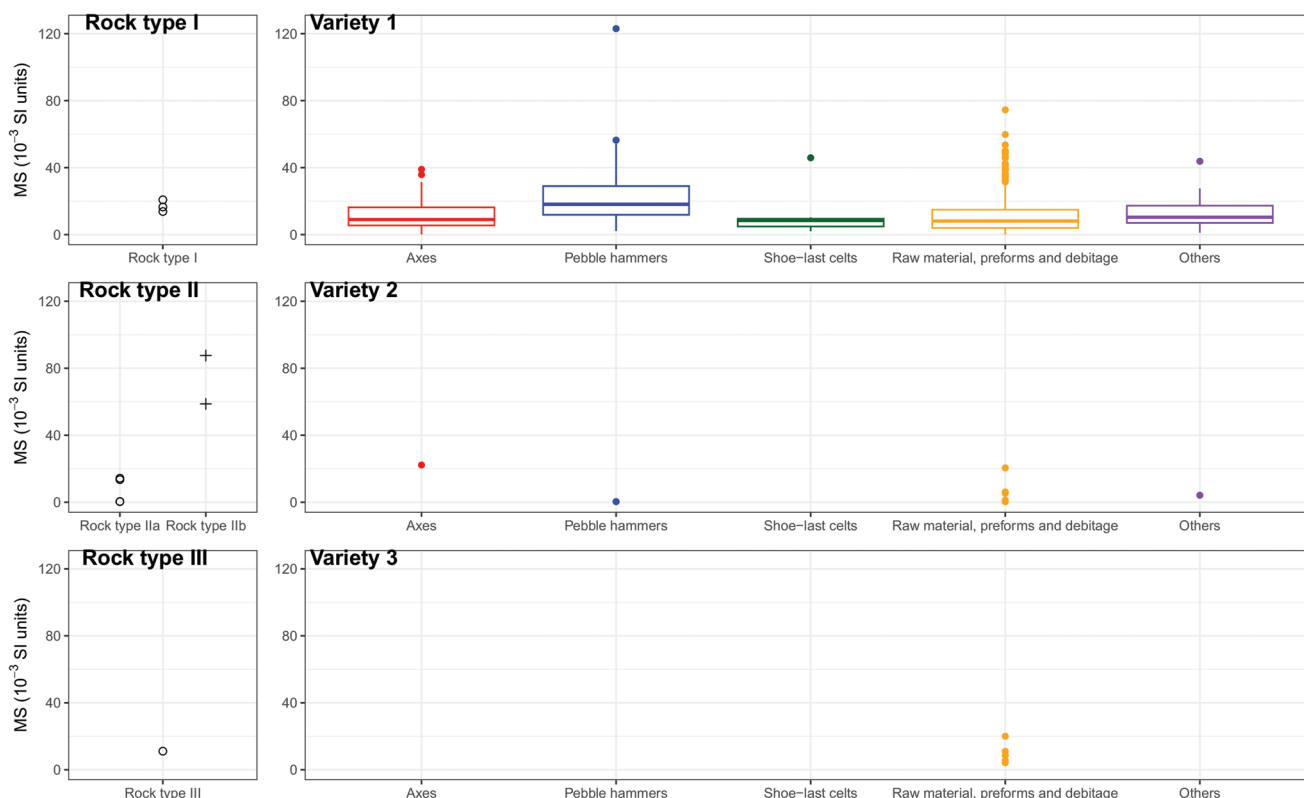 Rock type I
Variety 1
MS (10⁻³ SI units)
120
80
40
0
Rock type I
Axes
Pebble hammers
Shoe-last celts
Raw material, preforms and debitage
Others
Rock type II
Variety 2
MS (10⁻³ SI units)
120
80
40
0
Rock type IIa
Rock type IIb
Axes
Pebble hammers
Shoe-last celts
Raw material, preforms and debitage
Others
Rock type III
Variety 3
MS (10⁻³ SI units)
120
80
40
0
Rock type III
Axes
Pebble hammers
Shoe-last celts
Raw material, preforms and debitage
Others